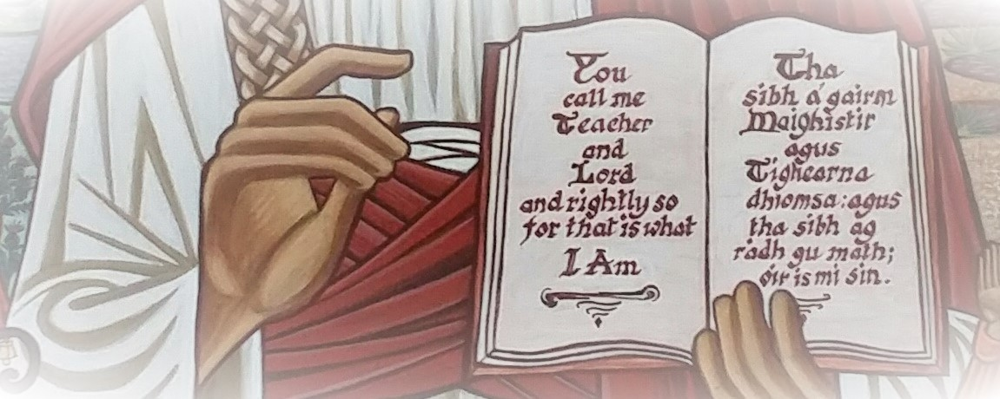 You
call me
Teacher
and
Lord
and rightly so
for that is what
I Am
Tha
sibh a' gairm
Maighistir
agus
Tighearna
dhiomsa: agus
tha sibh ag
ràdh gu math;
oir is mi sin.